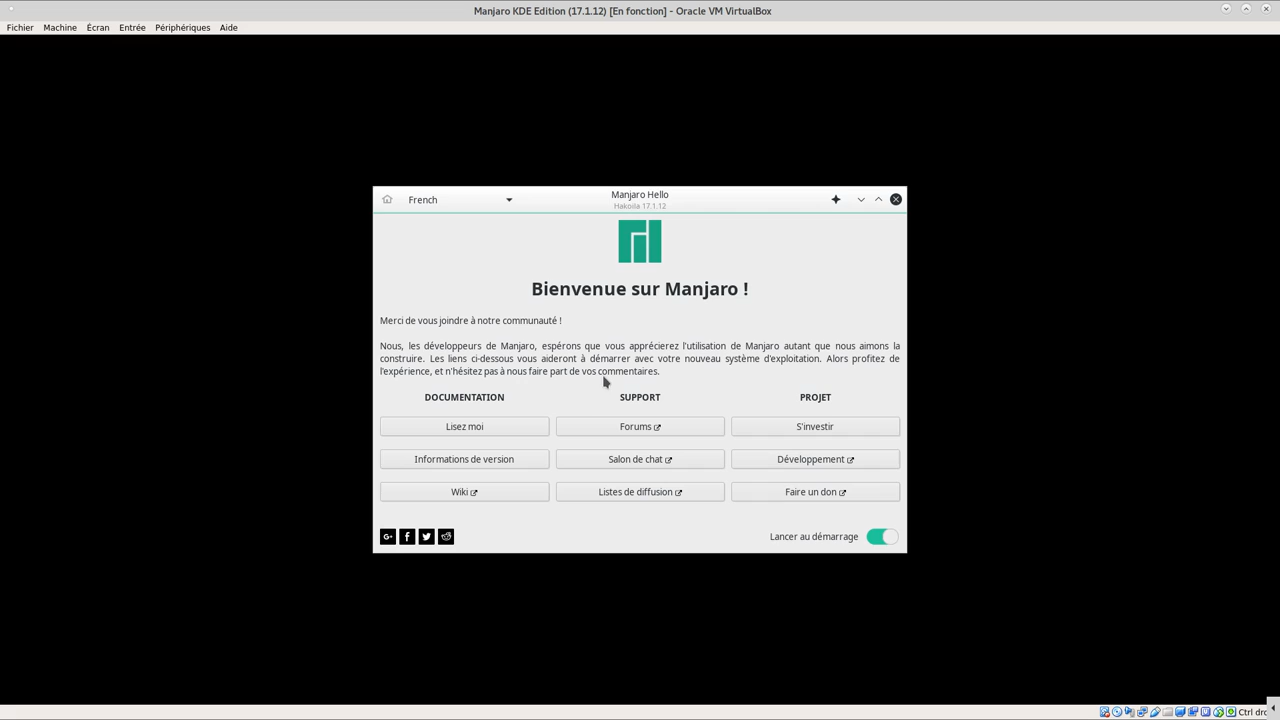 Manjaro KDE Edition (17.1.12) [En fonction] - Oracle VM VirtualBox
Fichier Machine Écran Entrée Périphériques Aide
French
Manjaro Hello
Hakoila 17.1.12
Bienvenue sur Manjaro !
Merci de vous joindre à notre communauté !
Nous, les développeurs de Manjaro, espérons que vous apprécierez l'utilisation de Manjaro autant que nous aimons la
construire. Les liens ci-dessous vous aideront à démarrer avec votre nouveau système d'exploitation. Alors profitez de
l'expérience, et n'hésitez pas à nous faire part de vos commentaires.
DOCUMENTATION SUPPORT PROJET
Lisez moi Forums S'investir
Informations de version Salon de chat Développement
Wiki Listes de diffusion Faire un don
G+ f Lancer au démarrage
Ctrl dro